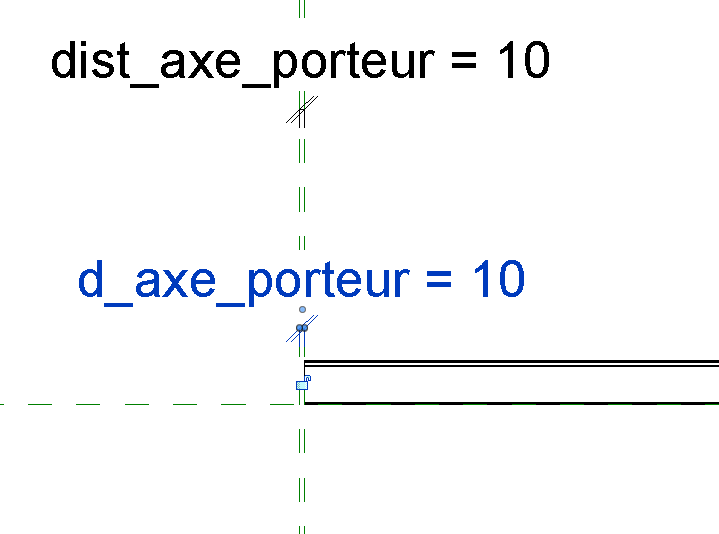 dist_axe_porteur = 10
d_axe_porteur = 10